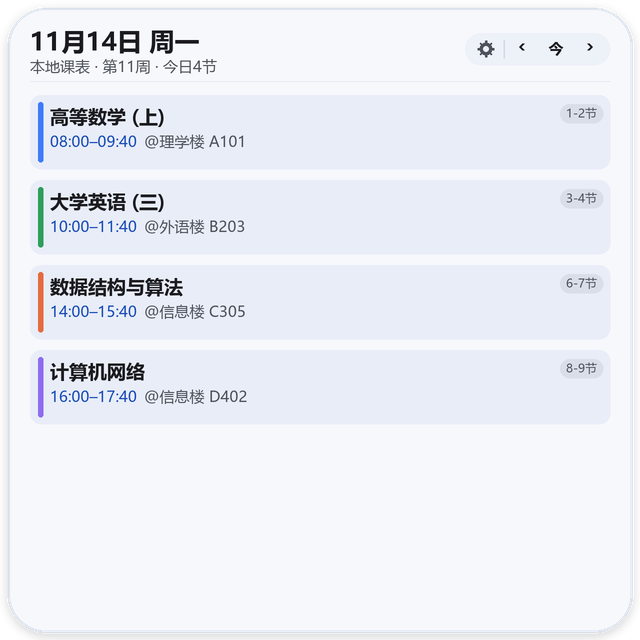 11月14日 周一
本地课表 · 第11周 · 今日4节
‹ 今 ›
高等数学 (上)
1-2节
08:00–09:40 @理学楼 A101
大学英语 (三)
3-4节
10:00–11:40 @外语楼 B203
数据结构与算法
6-7节
14:00–15:40 @信息楼 C305
计算机网络
8-9节
16:00–17:40 @信息楼 D402